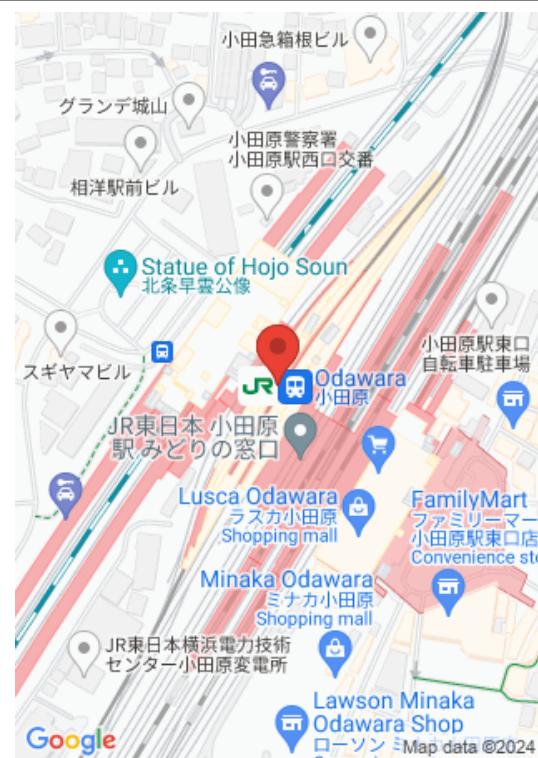 小田急箱根ビル
グランデ城山
小田原警察署
小田原駅西口交番
相洋駅前ビル
Statue of Hojo Soun
北条早雲公像
スギヤマビル
小田原駅東口
自転車駐車場
JR
Odawara
小田原
JR東日本 小田原
駅 みどりの窓口
Lusca Odawara
ラスカ小田原
Shopping mall
FamilyMart
ファミリーマー
小田原駅東口店
Convenience sto
Minaka Odawara
ミナカ小田原
Shopping mall
JR東日本横浜電力技術
センター小田原変電所
Lawson Minaka
Odawara Shop
ローソン ミ
Google
Map data ©2024